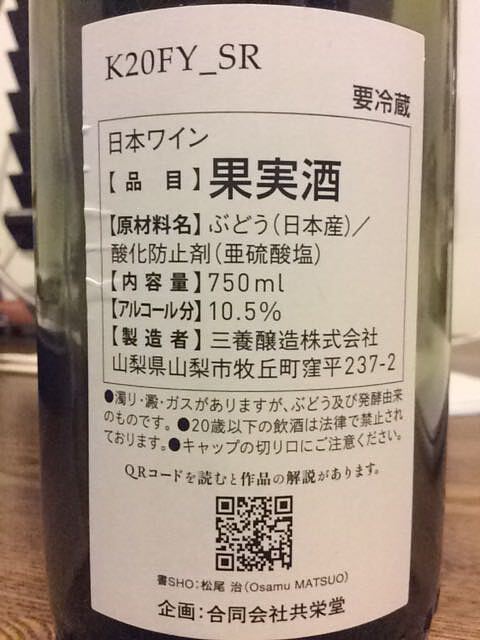 K20FY_SR
要冷蔵
日本ワイン
【品目】果実酒
【原材料名】ぶどう(日本産)／
酸化防止剤(亜硫酸塩)
【内容量】750ml
【アルコール分】10.5%
【製造者】三養醸造株式会社
山梨県山梨市牧丘町窪平237-2
●濁り・澱・ガスがありますが、ぶどう及び発酵由来
のものです。●20歳以下の飲酒は法律で禁止され
ております。●キャップの切り口にご注意ください。
QRコードを読むと作品の解説があります。
書SHO:松尾 治(Osamu MATSUO)
企画:合同会社共栄堂